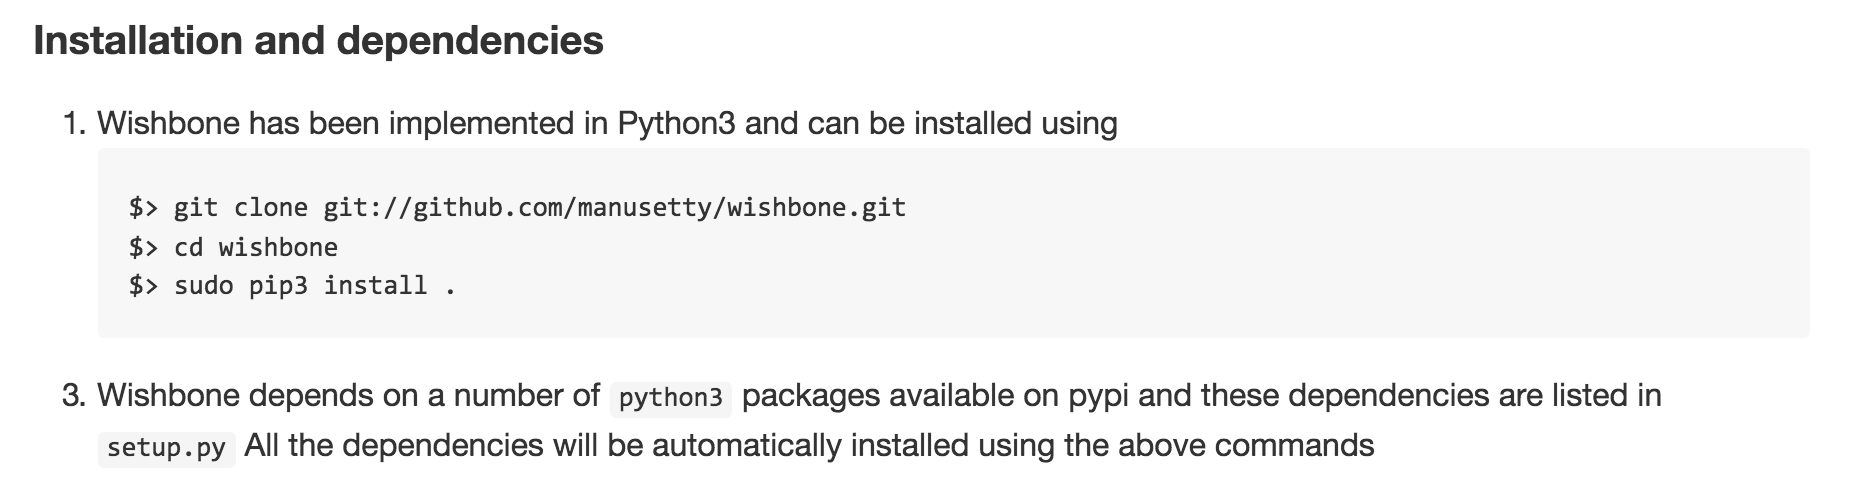 Installation and dependencies
1. Wishbone has been implemented in Python3 and can be installed using
$> git clone git://github.com/manusetty/wishbone.git
$> cd wishbone
$> sudo pip3 install .
3. Wishbone depends on a number of python3 packages available on pypi and these dependencies are listed in
setup.py All the dependencies will be automatically installed using the above commands